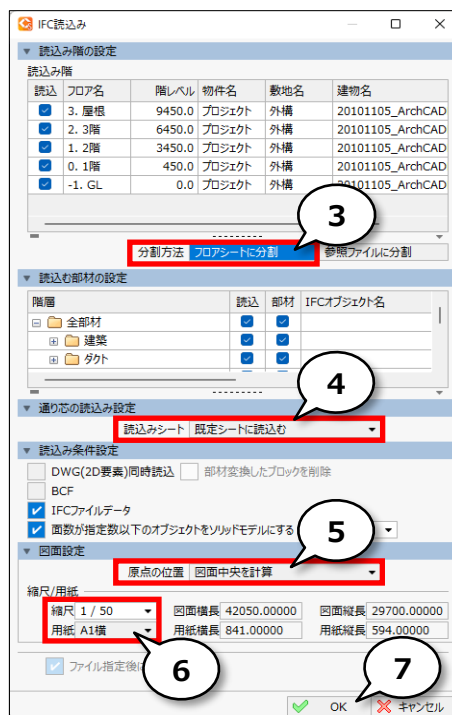 IFC読込み
読込み階の設定
読込み階
読込 フロア名 階レベル 物件名 敷地名 建物名
3. 屋根 9450.0 プロジェクト 外構 20101105_ArchCAD
2. 3階 6450.0 プロジェクト 外構 20101105_ArchCAD
1. 2階 3450.0 プロジェクト 外構 20101105_ArchCAD
0. 1階 450.0 プロジェクト 外構 20101105_ArchCAD
-1. GL 0.0 プロジェクト 外構 20101105_ArchCAD
3
分割方法 フロアシートに分割 参照ファイルに分割
読込む部材の設定
階層 読込 部材 IFCオブジェクト名
全部材
建築
ダクト
4
通り芯の読込み設定
読込みシート 既定シートに読込む
読込み条件設定
DWG(2D要素)同時読込 部材変換したブロックを削除
BCF
IFCファイルデータ
面数が指定数以下のオブジェクトをソリッドモデルにする
5
図面設定
原点の位置 図面中央を計算
縮尺/用紙
縮尺 1 / 50 図面横長 42050.00000 図面縦長 29700.00000
用紙 A1横 用紙横長 841.00000 用紙縦長 594.00000
6
ファイル指定後に
7
OK キャンセル